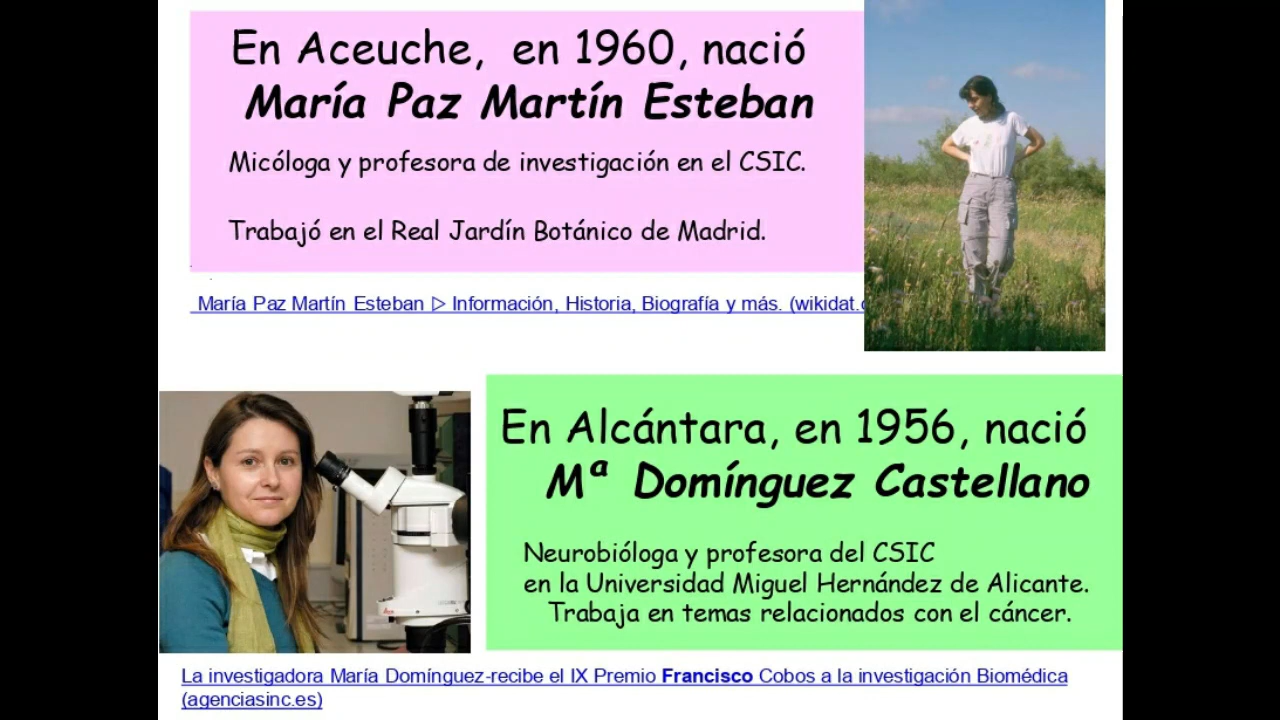 En Aceuche, en 1960, nació
María Paz Martín Esteban
Micóloga y profesora de investigación en el CSIC.
Trabajó en el Real Jardín Botánico de Madrid.
María Paz Martín Esteban ▷ Información, Historia, Biografía y más. (wikidat.
En Alcántara, en 1956, nació
Mª Domínguez Castellano
Neurobióloga y profesora del CSIC
en la Universidad Miguel Hernández de Alicante.
Trabaja en temas relacionados con el cáncer.
La investigadora María Domínguez-recibe el IX Premio Francisco Cobos a la investigación Biomédica
(agenciasinc.es)